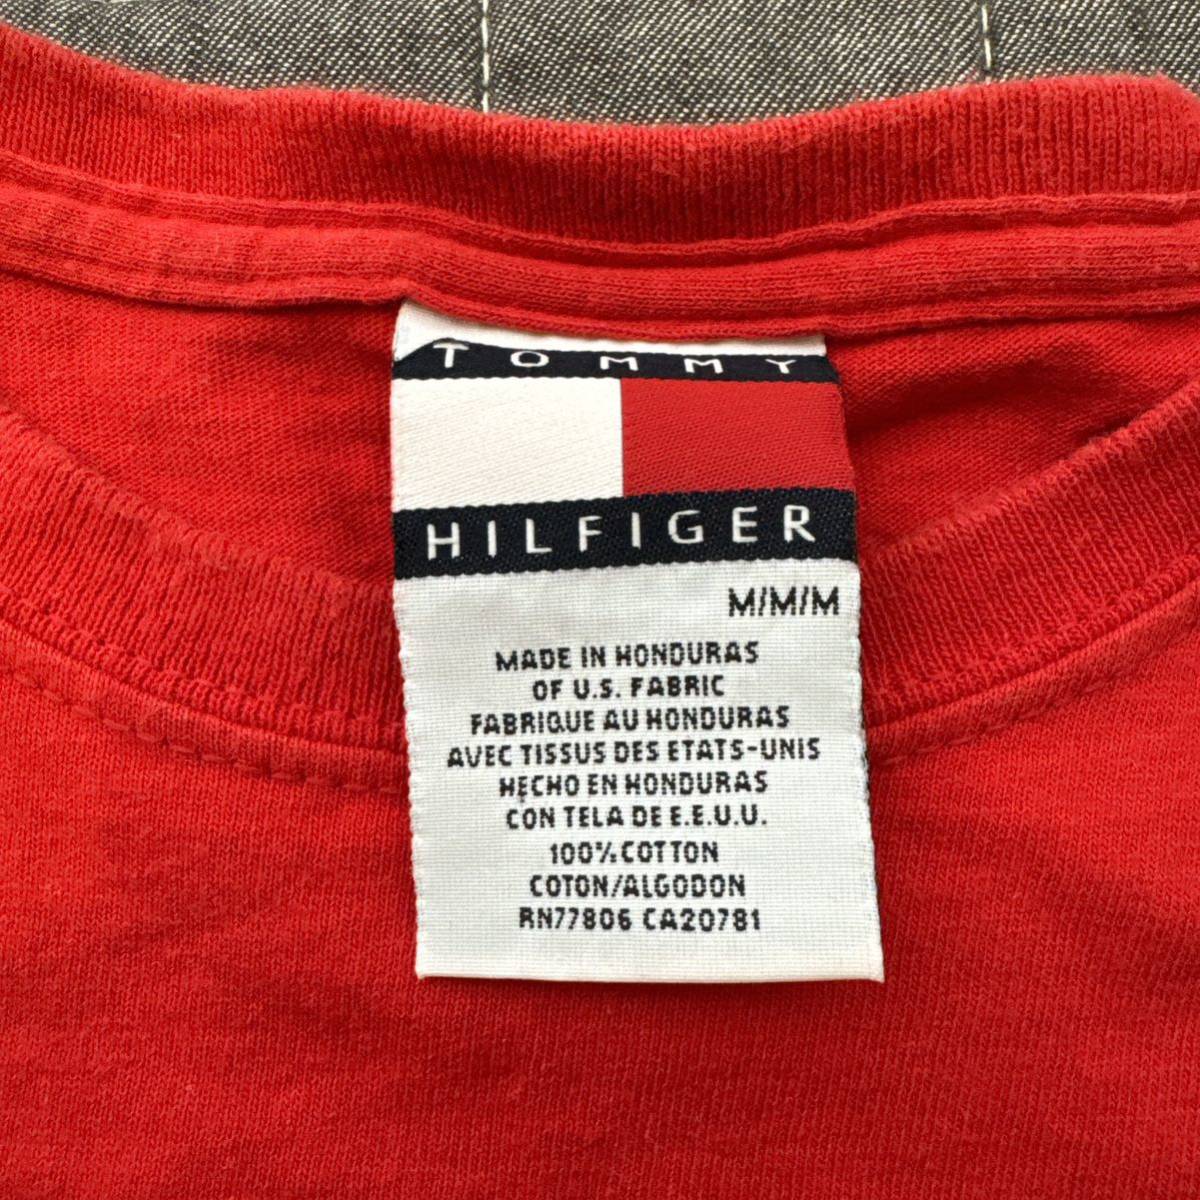 TOMMY
HILFIGER
M/M/M
MADE IN HONDURAS
OF U.S. FABRIC
FABRIQUE AU HONDURAS
AVEC TISSUS DES ETATS-UNIS
HECHO EN HONDURAS
CON TELA DE E.E.U.U.
100% COTTON
COTON/ALGODON
RN77806 CA20781